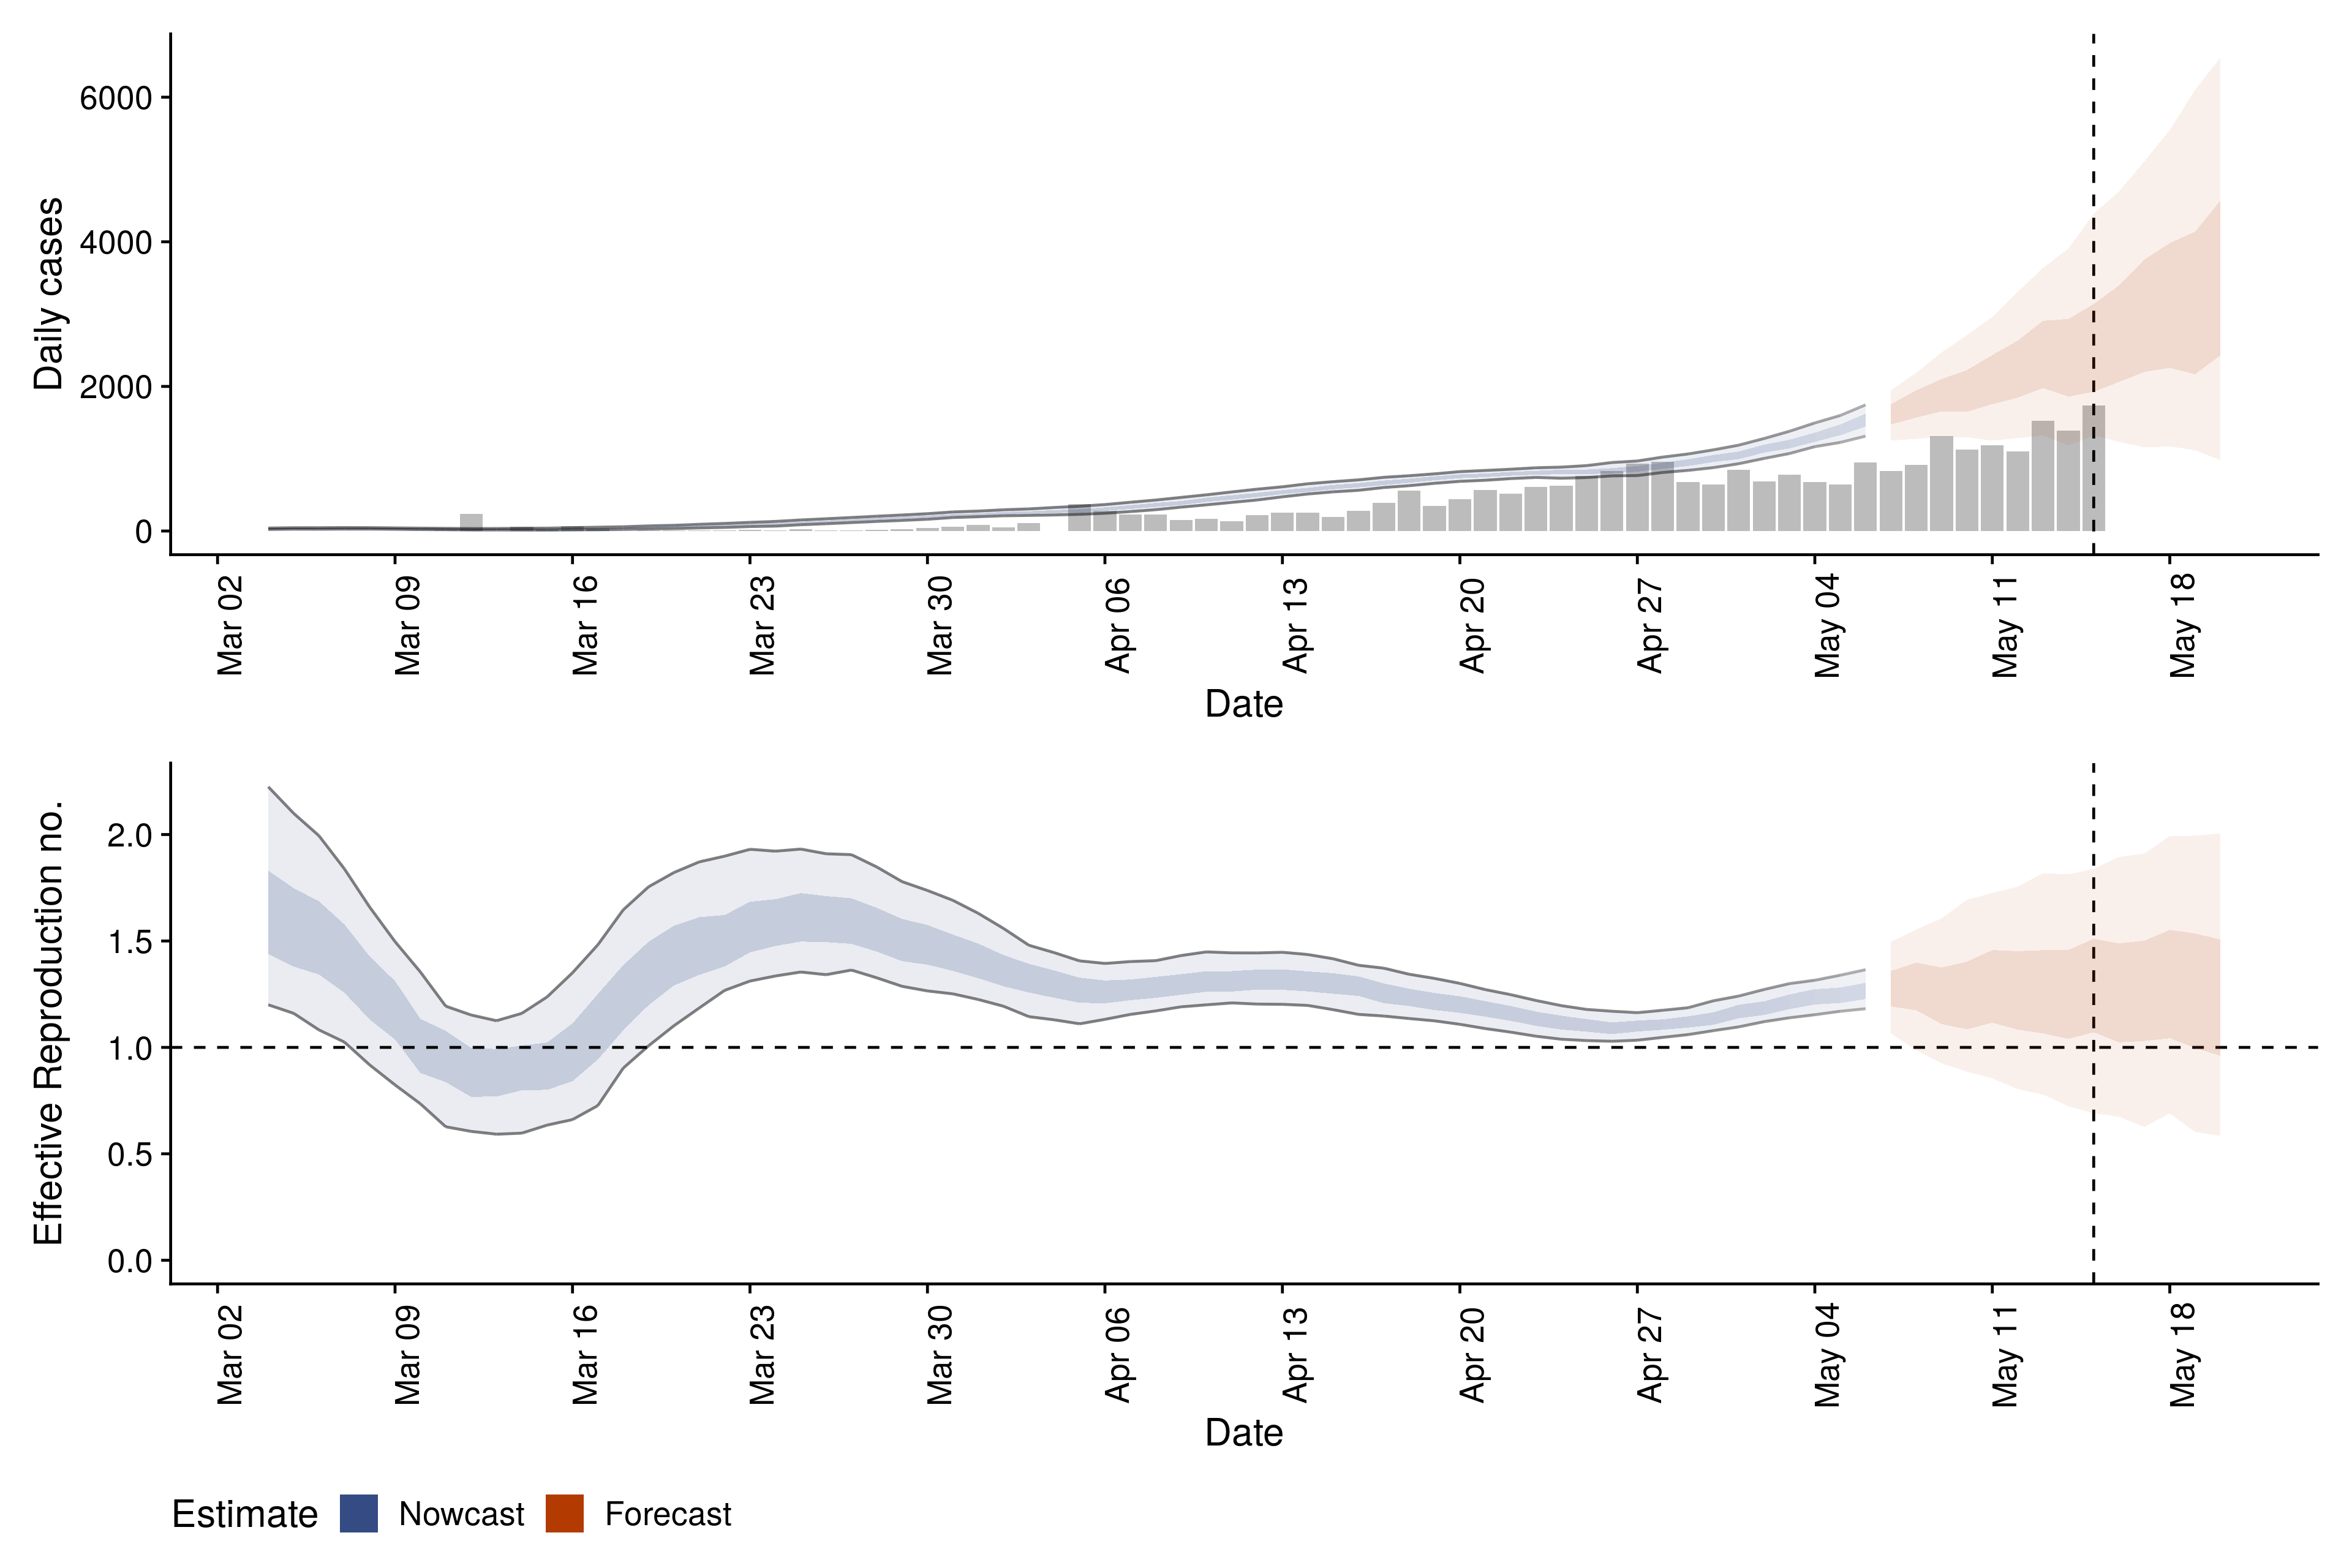 Daily cases
6000
4000
2000
0
Mar 02
Mar 09
Mar 16
Mar 23
Mar 30
Apr 06
Apr 13
Apr 20
Apr 27
May 04
May 11
May 18
Date
Effective Reproduction no.
2.0
1.5
1.0
0.5
0.0
Mar 02
Mar 09
Mar 16
Mar 23
Mar 30
Apr 06
Apr 13
Apr 20
Apr 27
May 04
May 11
May 18
Date
Estimate Nowcast Forecast